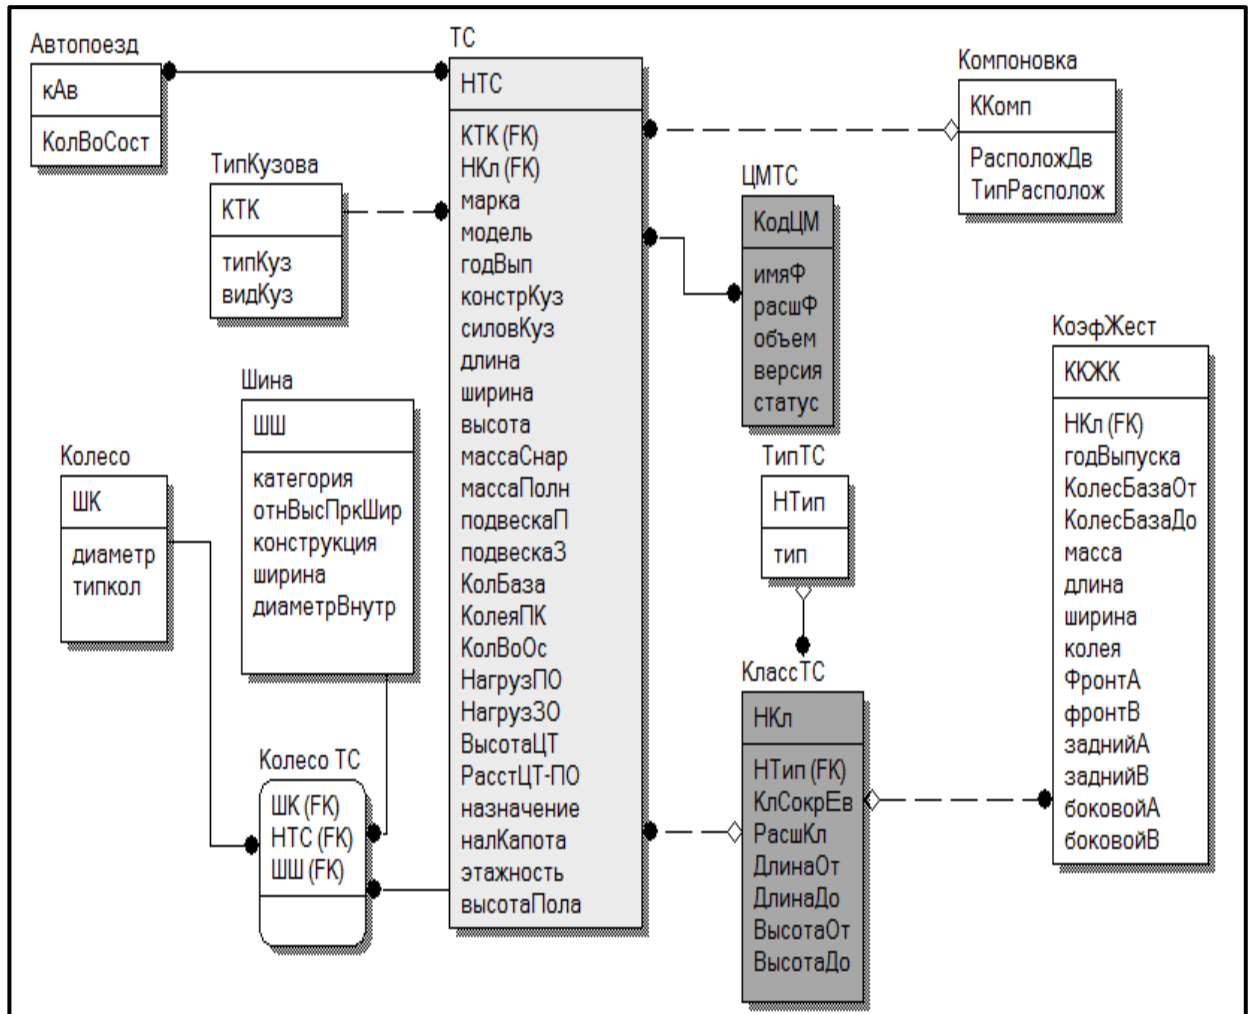 Автопоезд
кАв
КолВоСост
ТС
НТС
КТК (FK)
НКл (FK)
марка
модель
годВып
констрКуз
силовКуз
длина
ширина
высота
массаСнар
массаПолн
подвескаП
подвескаЗ
КолБаза
КолеяПК
КолВоОс
НагрузПО
НагрузЗО
ВысотаЦТ
РасстЦТ-ПО
назначение
налКапота
этажность
высотаПола
Компоновка
ККомп
РасположДв
ТипРасполож
ТипКузова
КТК
типКуз
видКуз
ЦМТС
КодЦМ
имяФ
расшФ
объем
версия
статус
КоэфЖест
ККЖК
НКл (FK)
годВыпуска
КолесБазаОт
КолесБазаДо
масса
длина
ширина
колея
ФронтА
фронтВ
заднийА
заднийВ
боковойА
боковойВ
Шина
ШШ
категория
отнВысПркШир
конструкция
ширина
диаметрВнутр
Колесо
ШК
диаметр
типкол
ТипТС
НТип
тип
КлассТС
НКл
НТип (FK)
КлСокрЕв
РасшКл
ДлинаОт
ДлинаДо
ВысотаОт
ВысотаДо
Колесо ТС
ШК (FK)
НТС (FK)
ШШ (FK)